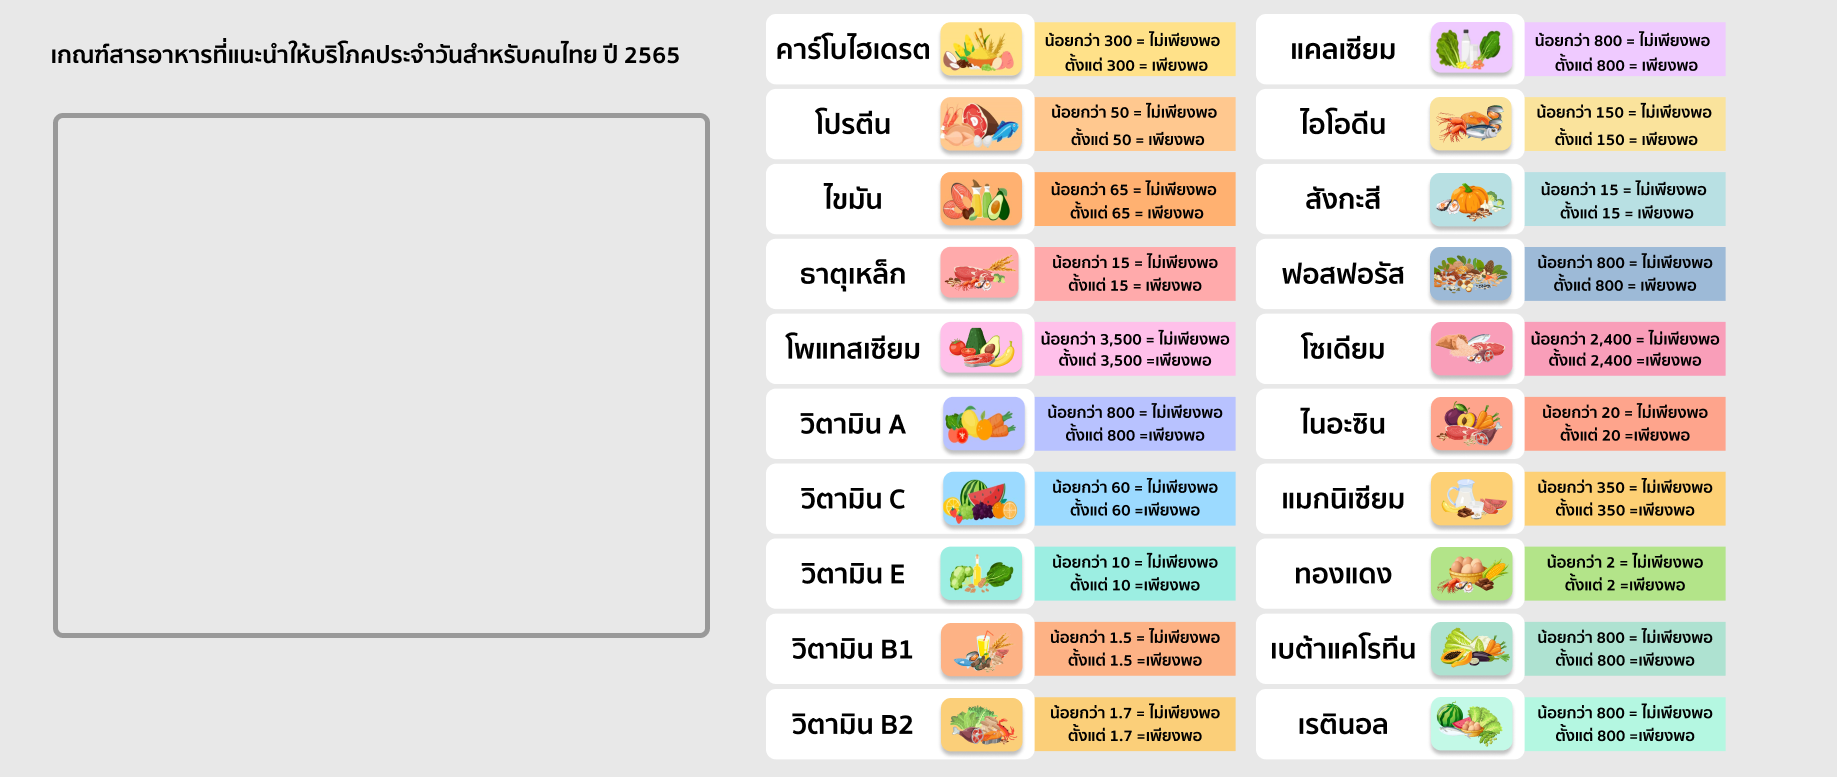 เกณฑ์สารอาหารที่แนะนำให้บริโภคประจำวันสำหรับคนไทย ปี 2565
คาร์โบไฮเดรต
น้อยกว่า 300 = ไม่เพียงพอ
ตั้งแต่ 300 = เพียงพอ
โปรตีน
น้อยกว่า 50 = ไม่เพียงพอ
ตั้งแต่ 50 = เพียงพอ
ไขมัน
น้อยกว่า 65 = ไม่เพียงพอ
ตั้งแต่ 65 = เพียงพอ
ธาตุเหล็ก
น้อยกว่า 15 = ไม่เพียงพอ
ตั้งแต่ 15 = เพียงพอ
โพแทสเซียม
น้อยกว่า 3,500 = ไม่เพียงพอ
ตั้งแต่ 3,500 =เพียงพอ
วิตามิน A
น้อยกว่า 800 = ไม่เพียงพอ
ตั้งแต่ 800 =เพียงพอ
วิตามิน C
น้อยกว่า 60 = ไม่เพียงพอ
ตั้งแต่ 60 =เพียงพอ
วิตามิน E
น้อยกว่า 10 = ไม่เพียงพอ
ตั้งแต่ 10 =เพียงพอ
วิตามิน B1
น้อยกว่า 1.5 = ไม่เพียงพอ
ตั้งแต่ 1.5 =เพียงพอ
วิตามิน B2
น้อยกว่า 1.7 = ไม่เพียงพอ
ตั้งแต่ 1.7 =เพียงพอ
แคลเซียม
น้อยกว่า 800 = ไม่เพียงพอ
ตั้งแต่ 800 = เพียงพอ
ไอโอดีน
น้อยกว่า 150 = ไม่เพียงพอ
ตั้งแต่ 150 = เพียงพอ
สังกะสี
น้อยกว่า 15 = ไม่เพียงพอ
ตั้งแต่ 15 = เพียงพอ
ฟอสฟอรัส
น้อยกว่า 800 = ไม่เพียงพอ
ตั้งแต่ 800 = เพียงพอ
โซเดียม
น้อยกว่า 2,400 = ไม่เพียงพอ
ตั้งแต่ 2,400 =เพียงพอ
ไนอะซิน
น้อยกว่า 20 = ไม่เพียงพอ
ตั้งแต่ 20 =เพียงพอ
แมกนิเซียม
น้อยกว่า 350 = ไม่เพียงพอ
ตั้งแต่ 350 =เพียงพอ
ทองแดง
น้อยกว่า 2 = ไม่เพียงพอ
ตั้งแต่ 2 =เพียงพอ
เบต้าแคโรทีน
น้อยกว่า 800 = ไม่เพียงพอ
ตั้งแต่ 800 =เพียงพอ
เรตินอล
น้อยกว่า 800 = ไม่เพียงพอ
ตั้งแต่ 800 =เพียงพอ